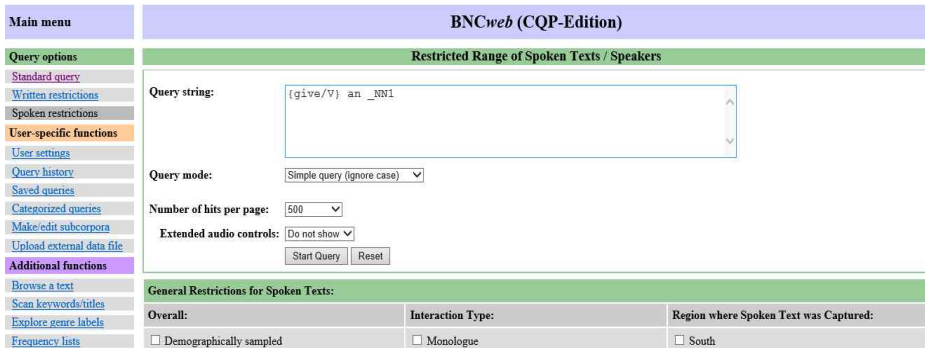 Main menu
BNCweb (CQP-Edition)
Query options
Restricted Range of Spoken Texts / Speakers
Standard query
Written restrictions
Spoken restrictions
User-specific functions
User settings
Query history
Saved queries
Categorized queries
Make/edit subcorpora
Upload external data file
Additional functions
Browse a text
Scan keywords/titles
Explore genre labels
Frequency lists
Query string:
{give/V} an _NN1
Query mode:
Simple query (ignore case)
Number of hits per page:
500
Extended audio controls:
Do not show
Start Query
Reset
General Restrictions for Spoken Texts:
Overall:
Interaction Type:
Region where Spoken Text was Captured:
Demographically sampled
Monologue
South